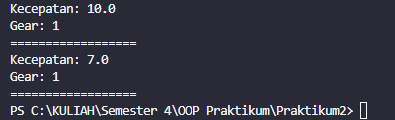 Kecepatan: 10.0
Gear: 1
==================
Kecepatan: 7.0
Gear: 1
==================
PS C:\KULIAH\Semester 4\OOP Praktikum\Praktikum2>